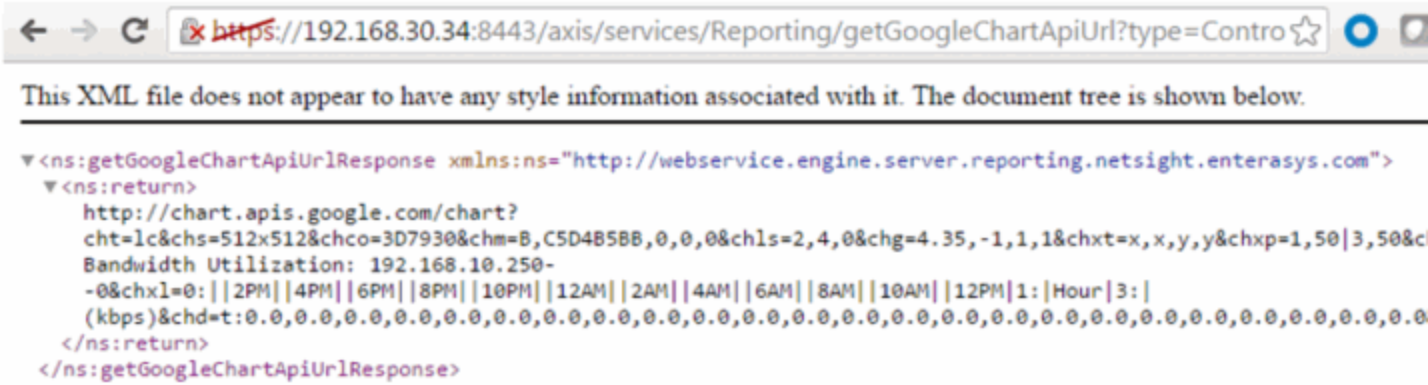 https://192.168.30.34:8443/axis/services/Reporting/getGoogleChartApiUrl?type=Contro
This XML file does not appear to have any style information associated with it. The document tree is shown below.
▼<ns:getGoogleChartApiUrlResponse xmlns:ns="http://webservice.engine.server.reporting.netsight.enterasys.com">
▼<ns:return>
http://chart.apis.google.com/chart?
cht=lc&chs=512x512&chco=3D7930&chm=B,C5D4B5BB,0,0,0&chls=2,4,0&chg=4.35,-1,1,1&chxt=x,x,y,y&chxp=1,50|3,50&c
Bandwidth Utilization: 192.168.10.250-
-0&chxl=0:||2PM||4PM||6PM||8PM||10PM||12AM||2AM||4AM||6AM||8AM||10AM||12PM|1:|Hour|3:|
(kbps)&chd=t:0.0,0.0,0.0,0.0,0.0,0.0,0.0,0.0,0.0,0.0,0.0,0.0,0.0,0.0,0.0,0.0,0.0,0.0,0.0,0.0,0.0,0.0,0.0,0.0,0.0,0.0,0.0
</ns:return>
</ns:getGoogleChartApiUrlResponse>